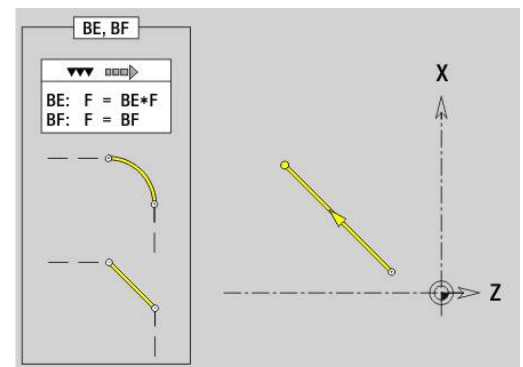 BE, BF
BE: F = BE*F
BF: F = BF
X
Z